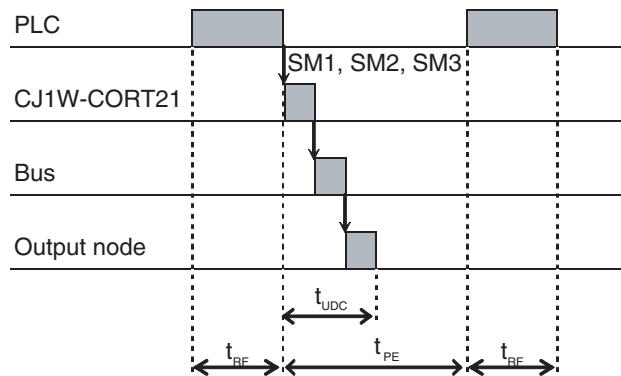 PLC
SM1, SM2, SM3
CJ1W-CORT21
Bus
Output node
tUDC
tRF
tPE
tRF